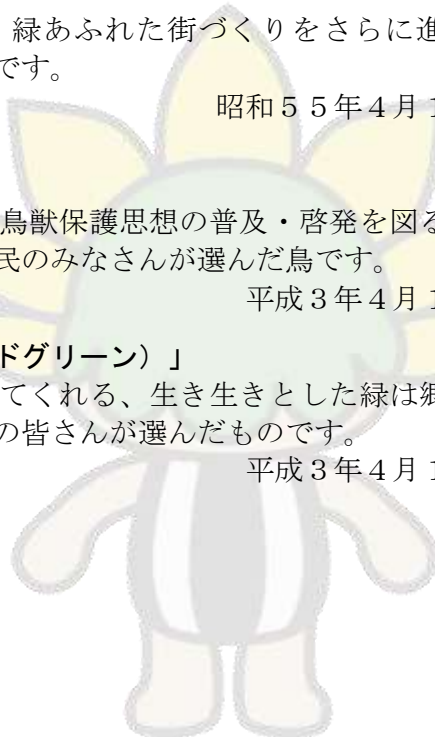 緑あふれた街づくりをさらに進
です。
昭和５５年４月１
鳥獣保護思想の普及・啓発を図る
民のみなさんが選んだ鳥です。
平成３年４月１
ドグリーン）」
てくれる、生き生きとした緑は郷
の皆さんが選んだものです。
平成３年４月１